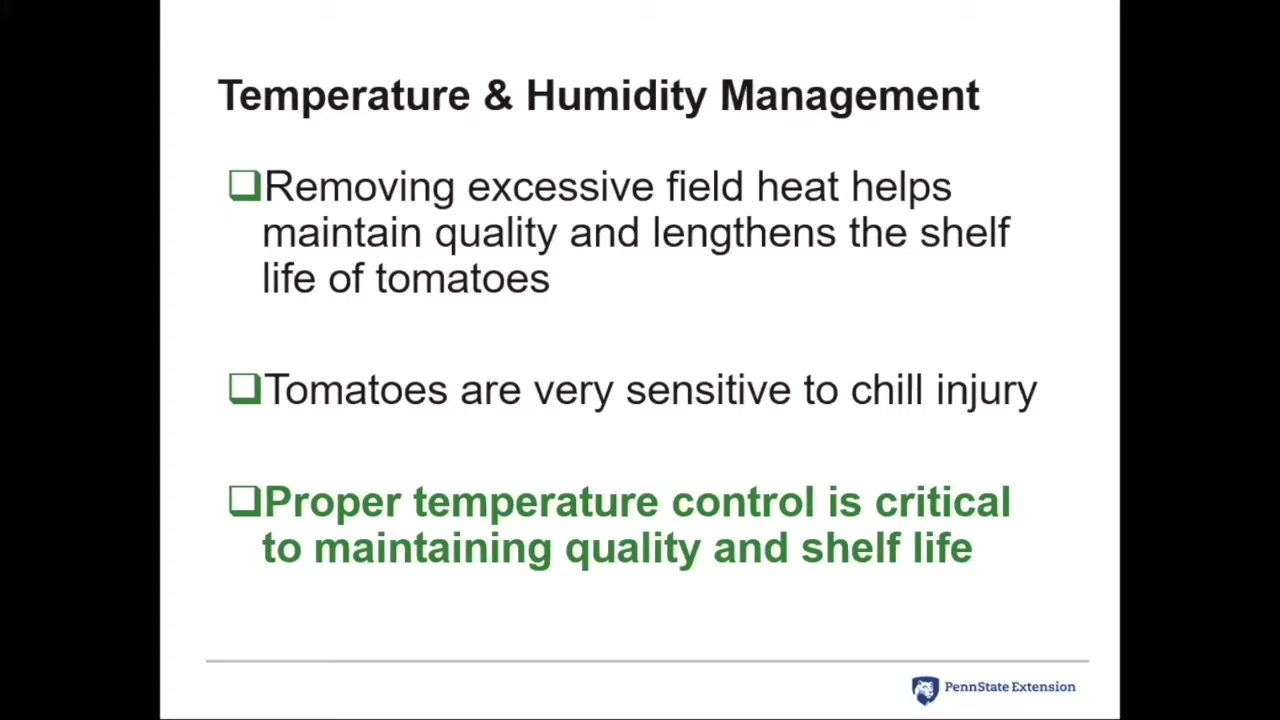 Temperature & Humidity Management
Removing excessive field heat helps
maintain quality and lengthens the shelf
life of tomatoes
Tomatoes are very sensitive to chill injury
Proper temperature control is critical
to maintaining quality and shelf life
PennState Extension